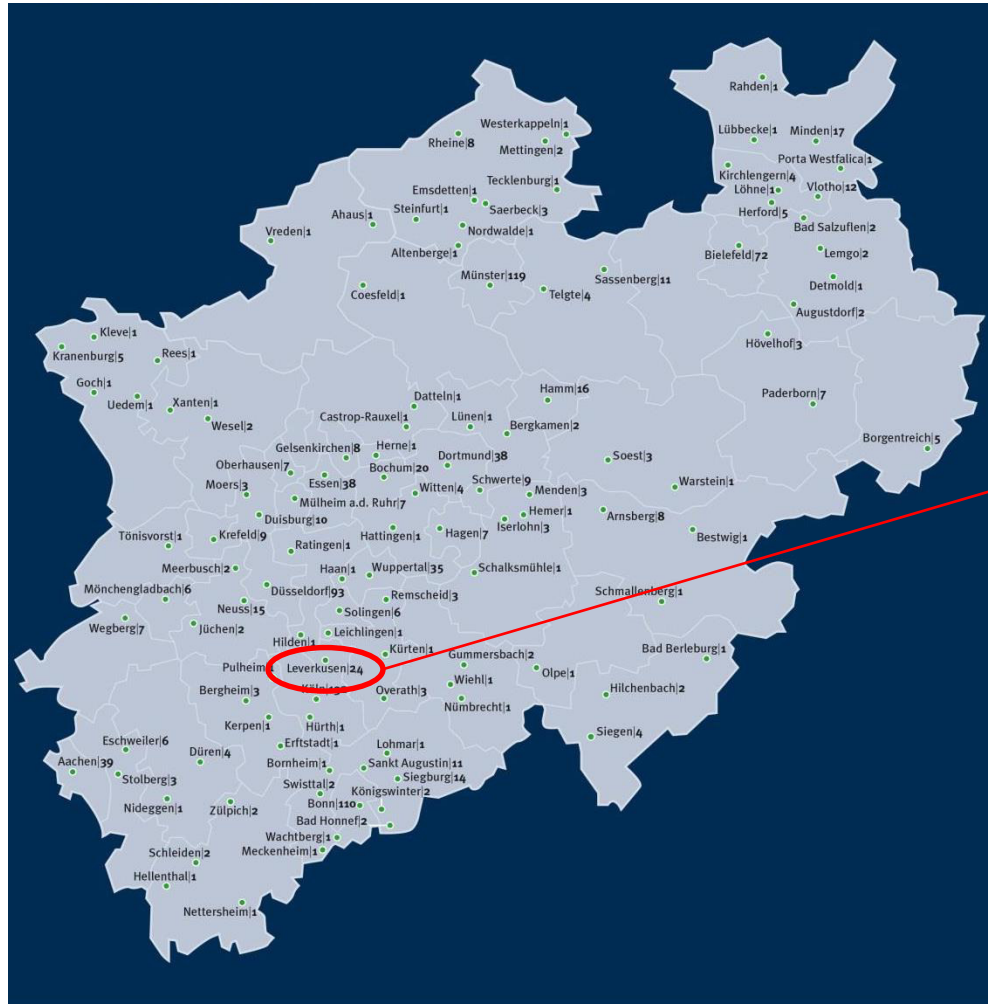 Rahden|1
Westerkappeln|1
Lübbecke|1
Minden|17
Rheine|8
Mettingen|2
Porta Westfalica|1
Kirchlengern|4
Tecklenburg|1
Emsdetten|1
Löhne|1
Vlotho|12
Steinfurt|1
Saerbeck|3
Ahaus|1
Herford|5
Bad Salzuflen|2
Vreden|1
Nordwalde|1
Altenberge|1
Bielefeld|72
Lemgo|2
Münster|119
Sassenberg|11
Detmold|1
Coesfeld|1
Telgte|4
Augustdorf|2
Kleve|1
Hövelhof|3
Kranenburg|5
Rees|1
Goch|1
Hamm|16
Paderborn|7
Uedem|1
Xanten|1
Datteln|1
Wesel|2
Castrop-Rauxel|1
Lünen|1
Bergkamen|2
Borgentreich|5
Gelsenkirchen|8
Herne|1
Dortmund|38
Soest|3
Oberhausen|7
Bochum|20
Essen|38
Schwerte|9
Warstein|1
Moers|3
Witten|4
Menden|3
Mülheim a.d. Ruhr|7
Hemer|1
Arnsberg|8
Duisburg|10
Iserlohn|3
Tönisvorst|1
Krefeld|9
Hattingen|1
Hagen|7
Bestwig|1
Ratingen|1
Meerbusch|2
Haan|1
Wuppertal|35
Schalksmühle|1
Mönchengladbach|6
Düsseldorf|93
Remscheid|3
Schmallenberg|1
Neuss|15
Solingen|6
Wegberg|7
Jüchen|2
Leichlingen|1
Hilden|1
Kürten|1
Bad Berleburg|1
Pulheim
Leverkusen|24
Gummersbach|2
Olpe|1
Wiehl|1
Bergheim|3
Köln
Overath|3
Hilchenbach|2
Nümbrecht|1
Kerpen|1
Hürth|1
Siegen|4
Eschweiler|6
Erftstadt|1
Lohmar|1
Düren|4
Aachen|39
Bornheim|1
Sankt Augustin|11
Stolberg|3
Siegburg|14
Swisttal|2
Königswinter|2
Nideggen|1
Zülpich|2
Bonn|110
Bad Honnef|2
Wachtberg|1
Schleiden|2
Meckenheim|1
Hellenthal|1
Nettersheim|1